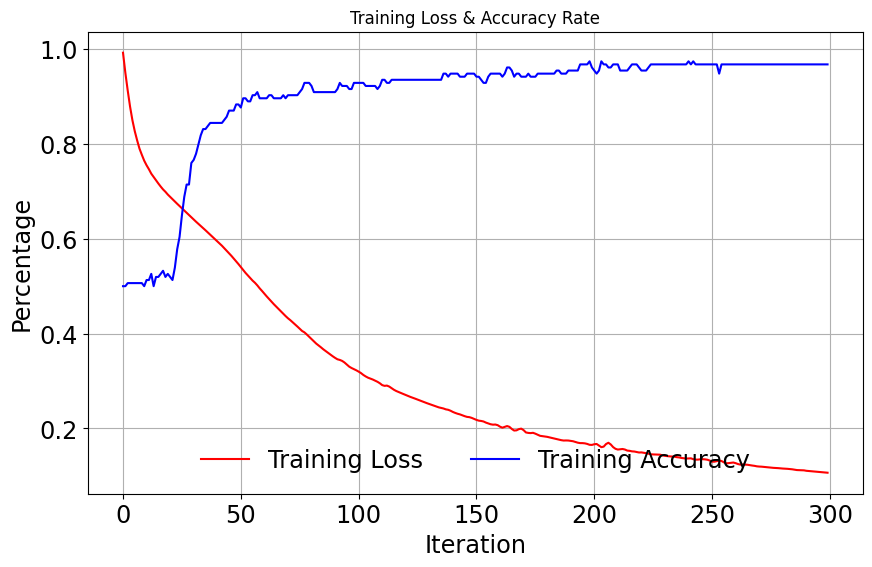 Training Loss & Accuracy Rate
1.0
0.8
0.6
0.4
0.2
Percentage
Training Loss Training Accuracy
0 50 100 150 200 250 300
Iteration